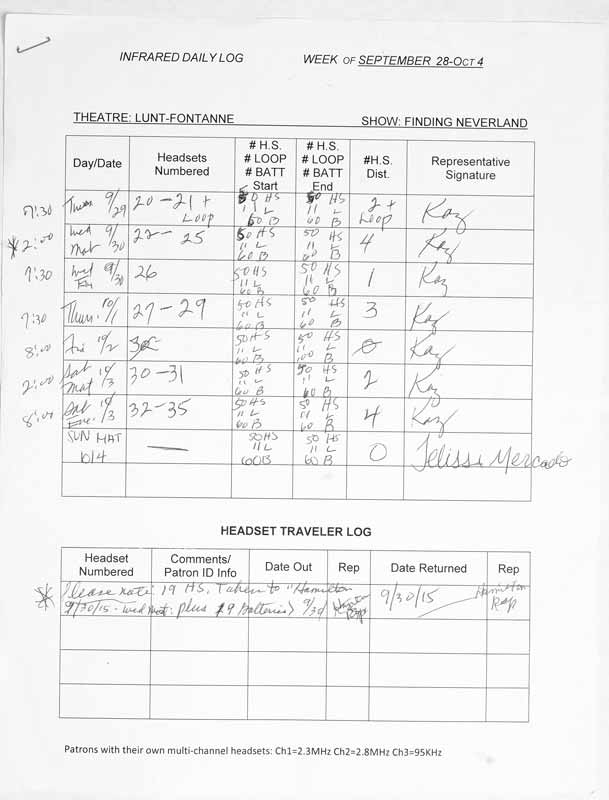 INFRARED DAILY LOG WEEK OF SEPTEMBER 28-OCT 4
THEATRE: LUNT-FONTANNE SHOW: FINDING NEVERLAND
Day/Date Headsets Numbered # H.S. # LOOP # BATT Start # H.S. # LOOP # BATT End #H.S. Dist. Representative Signature
7:30 Tues 9/29 20-21 + Loop 50 HS 11 L 60 B 50 HS 11 L 60 B 2 + Loop Kaz
* 2:00 Wed Mat 9/30 22-25 50 HS 11 L 60 B 50 HS 11 L 60 B 4 Kaz
7:30 Wed Eve 9/30 26 50 HS 11 L 60 B 50 HS 11 L 60 B 1 Kaz
7:30 Thurs. 10/1 27-29 50 HS 11 L 60 B 50 HS 11 L 60 B 3 Kaz
8:00 Fri 10/2 50 HS 11 L 60 B 50 HS 11 L B 0 Kaz
2:00 Sat Mat 10/3 30-31 50 HS 11 L 60 B 50 HS 11 L 60 B 2 Kaz
8:00 Sat Eve. 10/3 32-35 50 HS 11 L 60 B 50 HS 11 L 60 B 4 Kaz
SUN MAT 10/4 — 50 HS 11 L 60 B 50 HS 11 L 60 B 0 Jelissa Mercado
HEADSET TRAVELER LOG
Headset Numbered Comments/ Patron ID Info Date Out Rep Date Returned Rep
* Please note: 19 HS. Taken to "Hamilton 9/30/15 Hamilton Rep
9/30/15 - Wed Mat: plus 19 Batteries) 9/30 Hamilton Rep
Patrons with their own multi-channel headsets: Ch1=2.3MHz Ch2=2.8MHz Ch3=95KHz